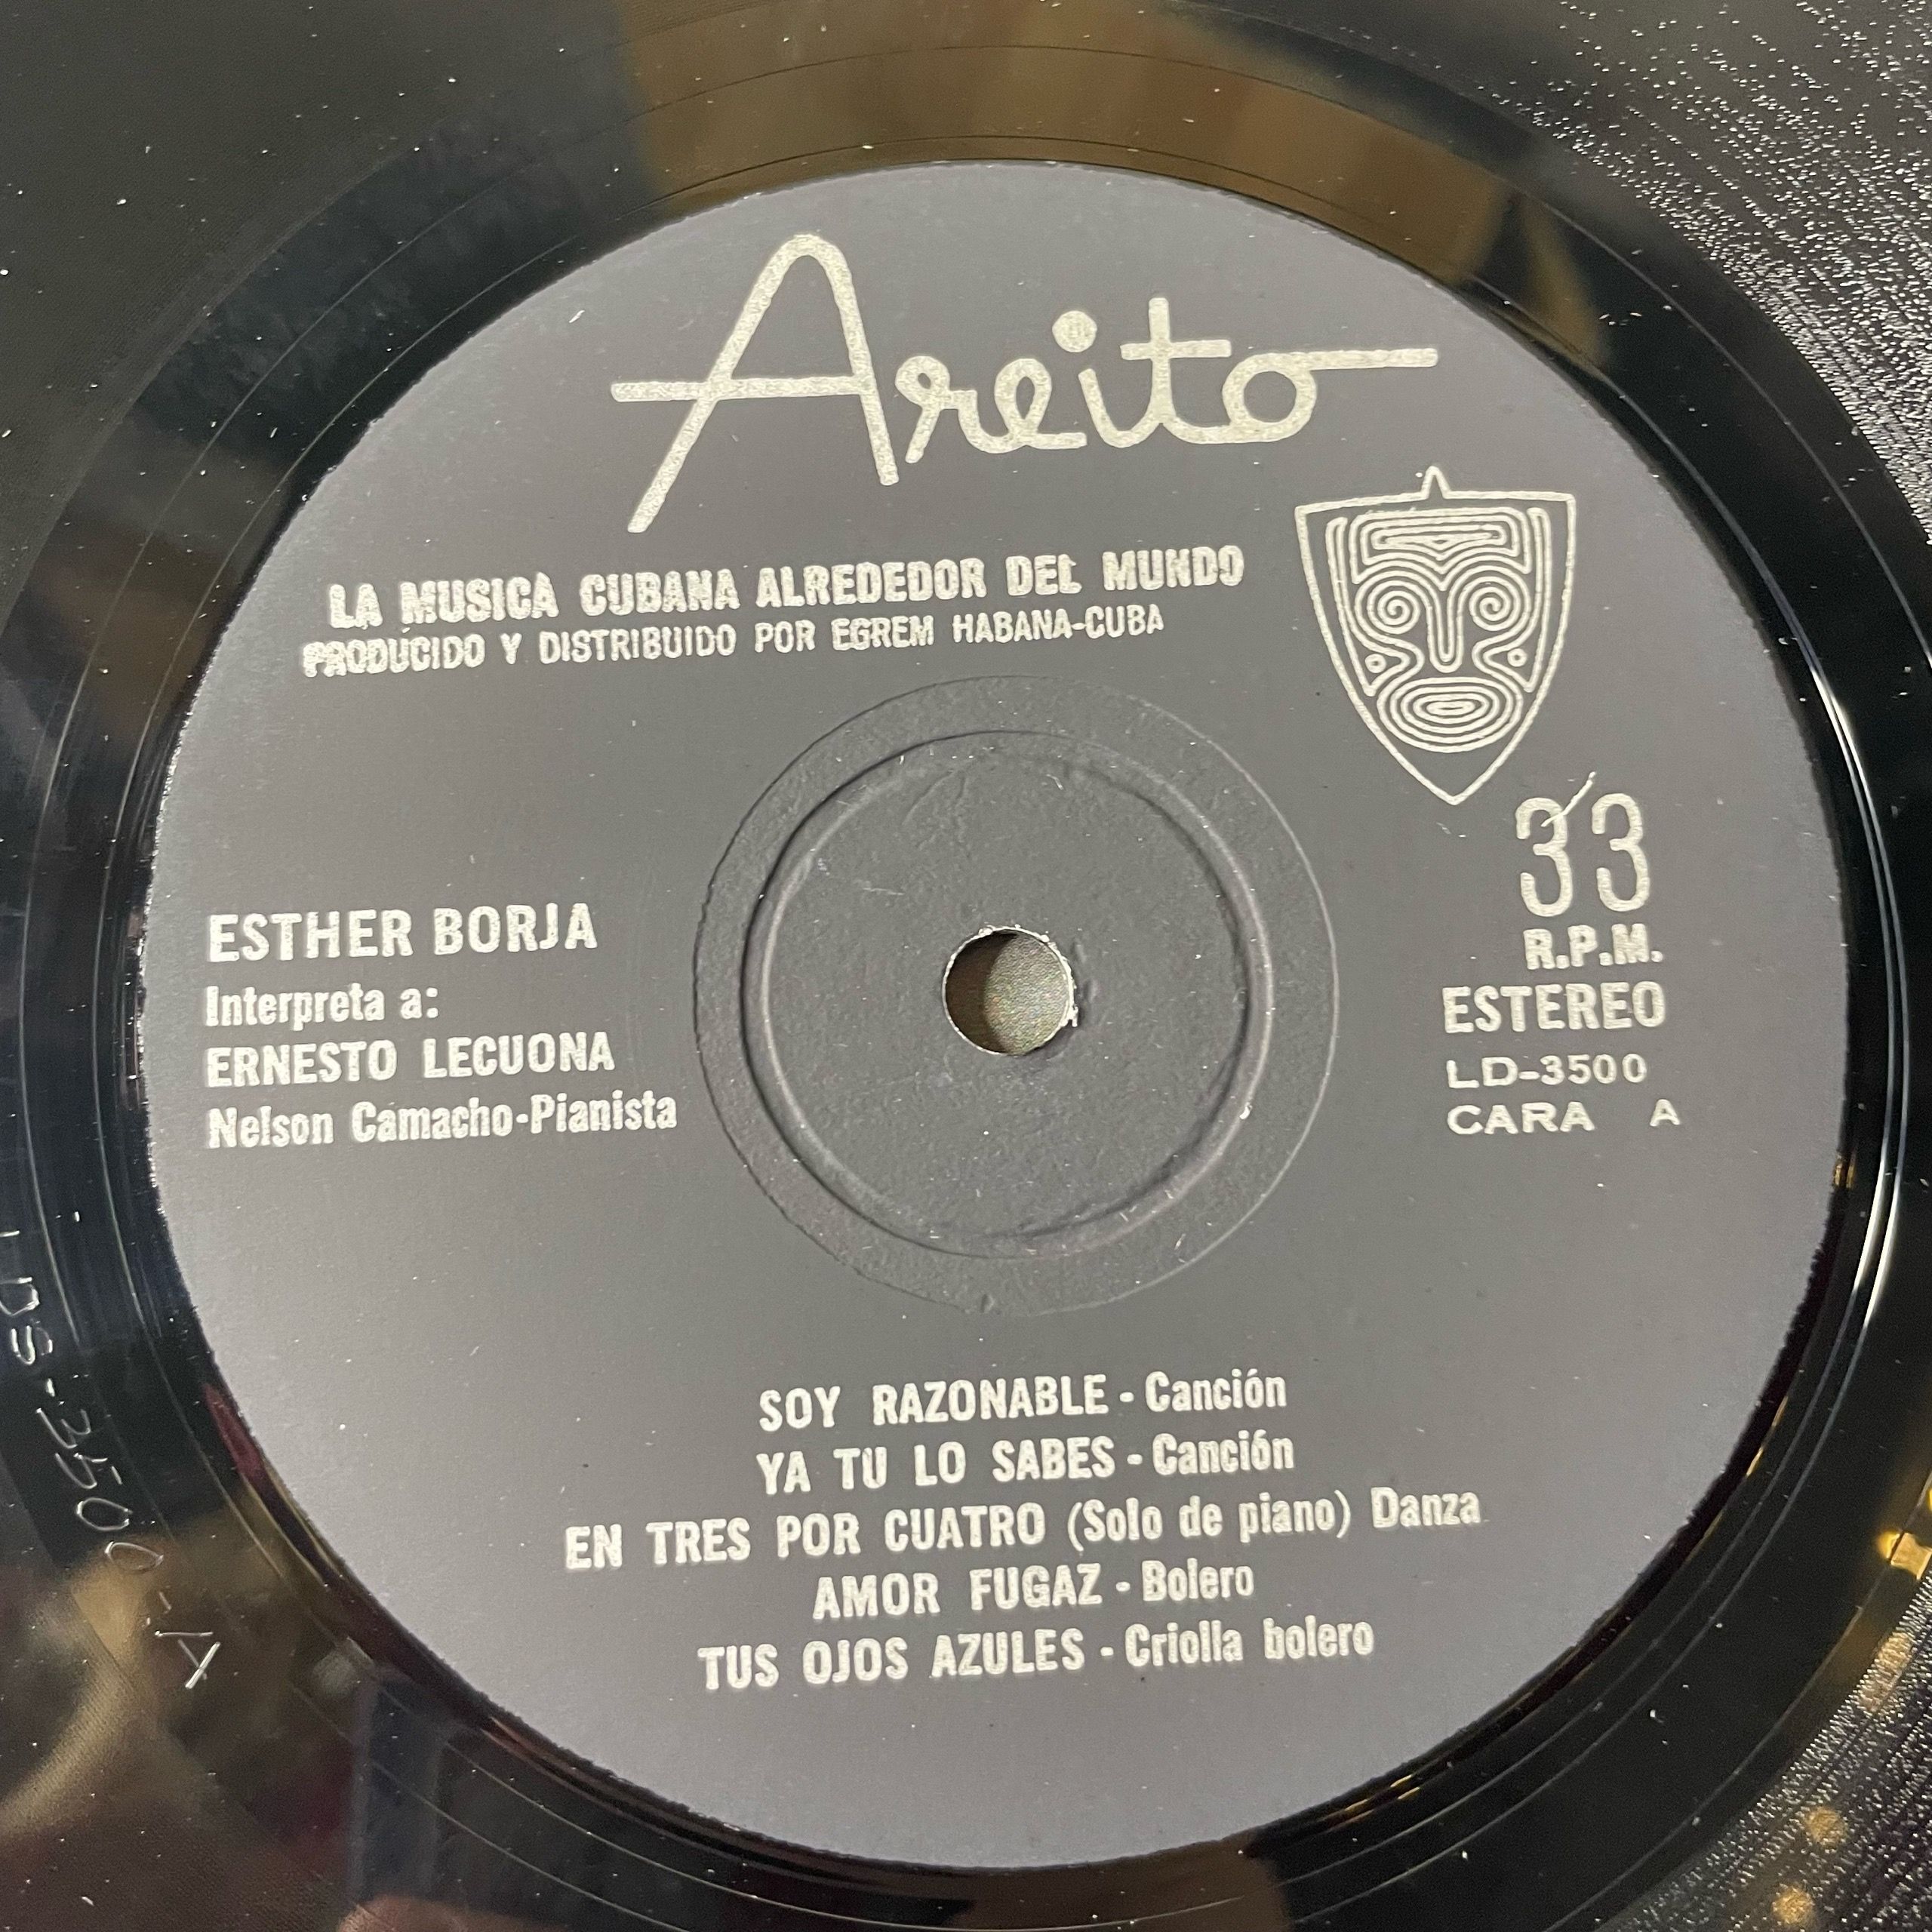 Areito
LA MUSICA CUBANA ALREDEDOR DEL MUNDO
PRODUCIDO Y DISTRIBUIDO POR EGREM HABANA-CUBA
33
R.P.M.
ESTEREO
LD-3500
CARA A
ESTHER BORJA
Interpreta a:
ERNESTO LECUONA
Nelson Camacho-Pianista
SOY RAZONABLE - Canción
YA TU LO SABES - Canción
EN TRES POR CUATRO (Solo de piano) Danza
AMOR FUGAZ - Bolero
TUS OJOS AZULES - Criolla bolero
LDS-3500-A